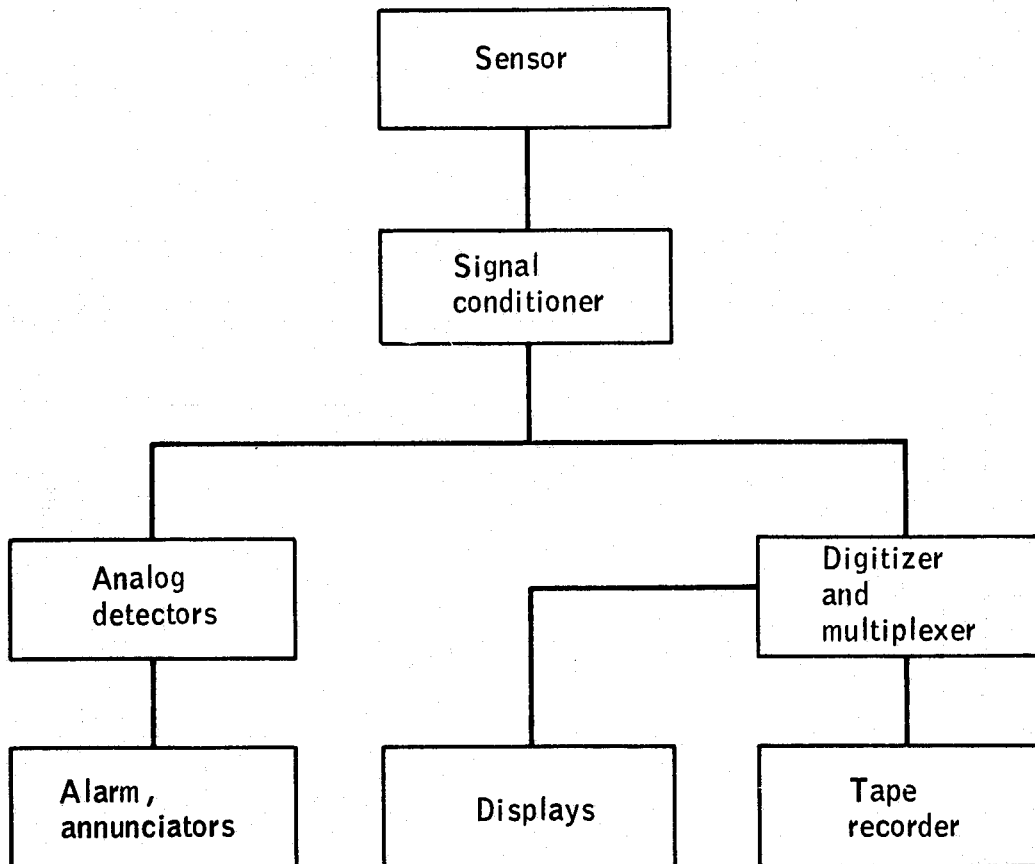 Sensor
Signal
conditioner
Analog
detectors
Digitizer
and
multiplexer
Alarm,
annunciators
Displays
Tape
recorder